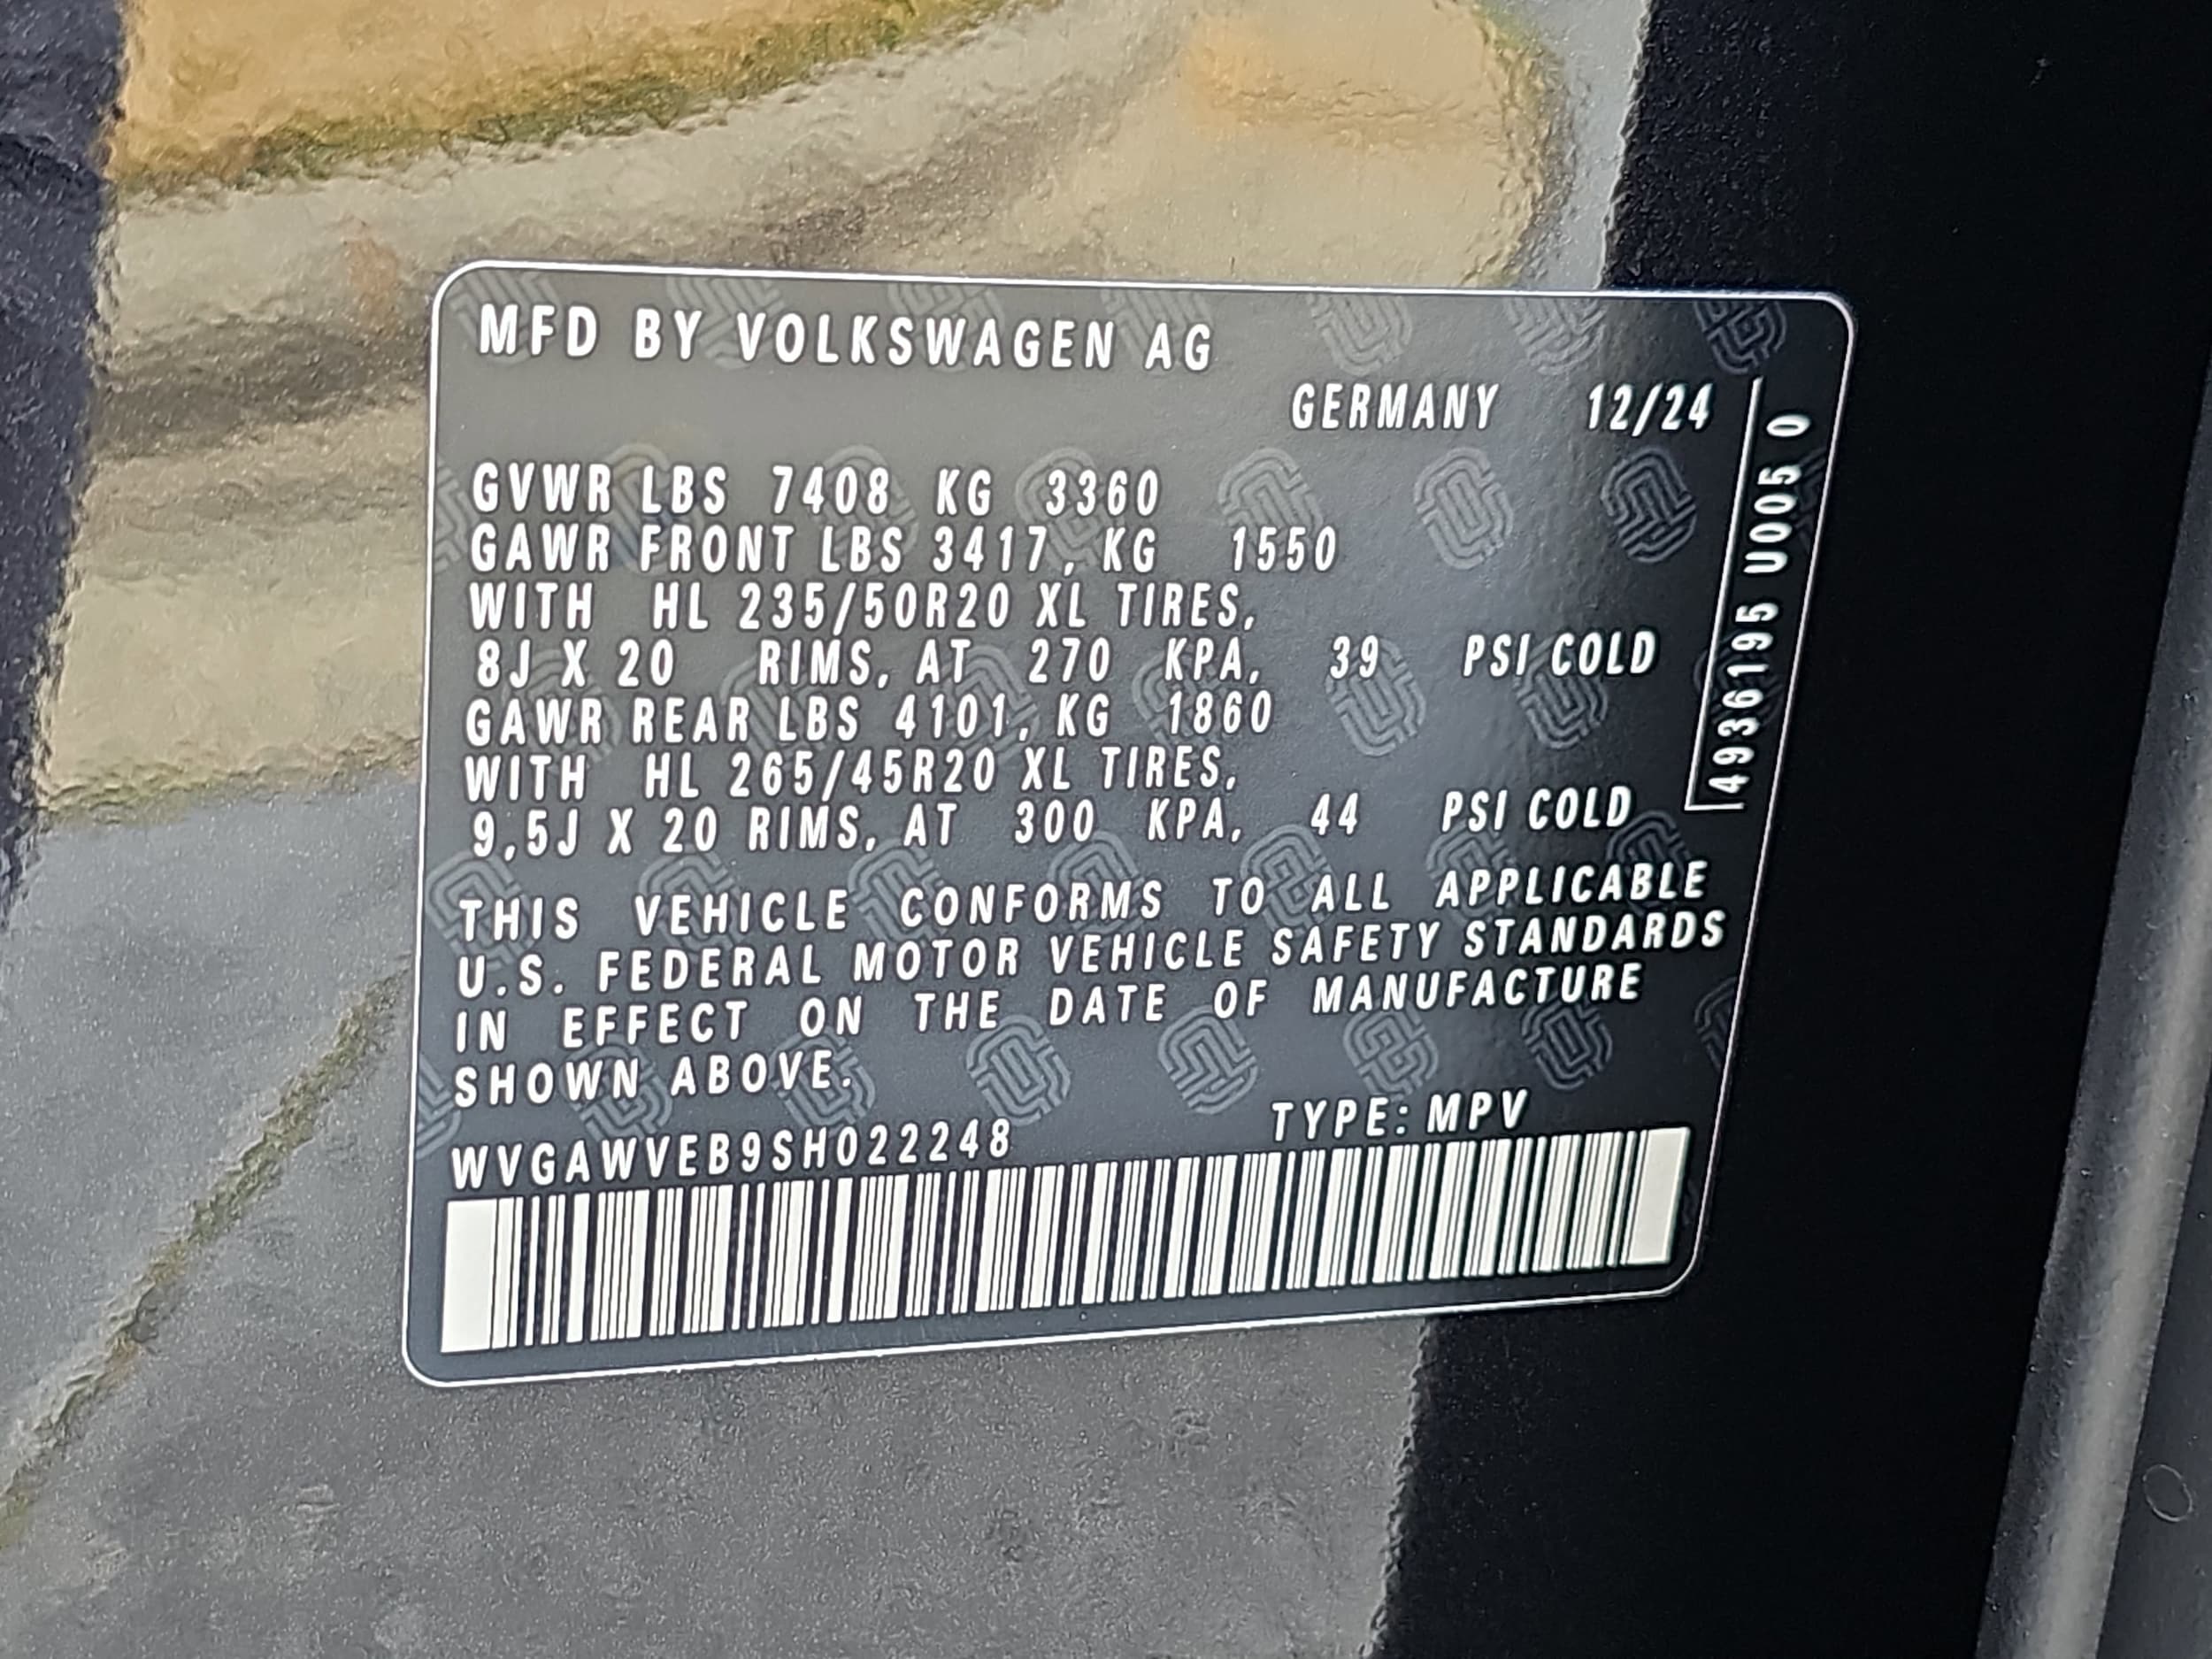 MFD BY VOLKSWAGEN AG
GERMANY 12/24
GVWR LBS 7408 KG 3360
GAWR FRONT LBS 3417, KG 1550
WITH HL 235/50R20 XL TIRES,
8J X 20 RIMS, AT 270 KPA, 39 PSI COLD
GAWR REAR LBS 4101, KG 1860
WITH HL 265/45R20 XL TIRES,
9,5J X 20 RIMS, AT 300 KPA, 44 PSI COLD
THIS VEHICLE CONFORMS TO ALL APPLICABLE
U.S. FEDERAL MOTOR VEHICLE SAFETY STANDARDS
IN EFFECT ON THE DATE OF MANUFACTURE
SHOWN ABOVE.
WVGAWVEB9SH022248 TYPE: MPV
4936195 U005 0